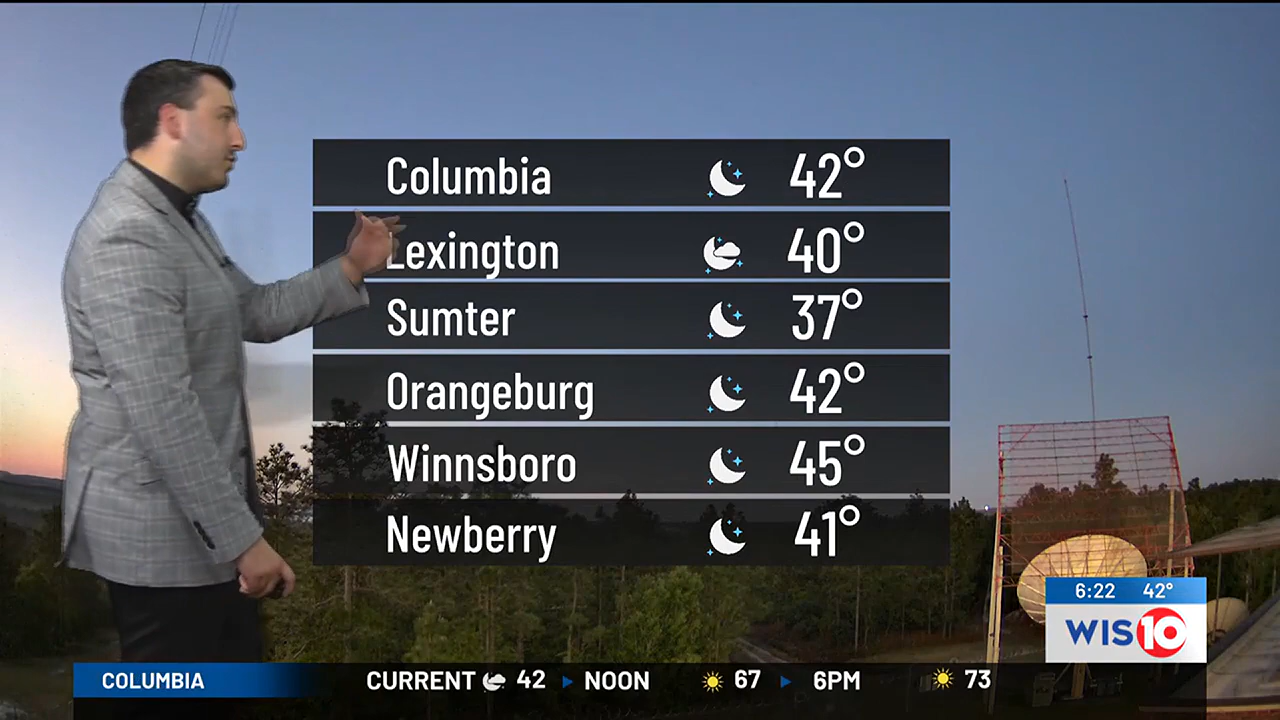 Columbia 42°
Lexington 40°
Sumter 37°
Orangeburg 42°
Winnsboro 45°
Newberry 41°
6:22 42°
WIS10
COLUMBIA CURRENT 42 NOON 67 6PM 73